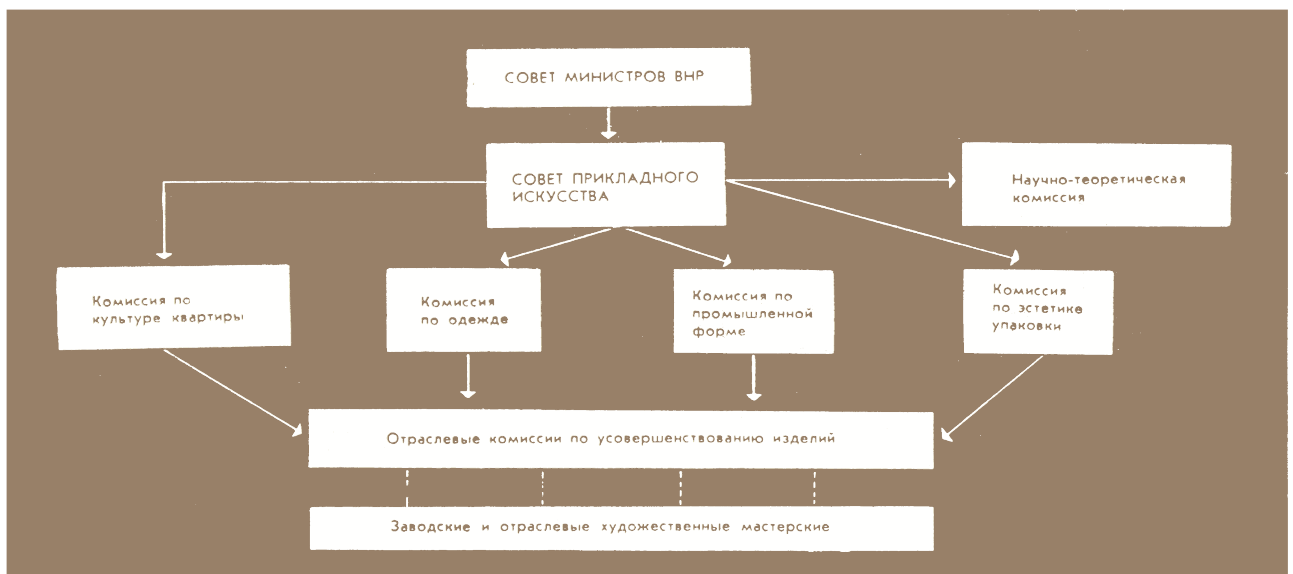 СОВЕТ МИНИСТРОВ ВНР
СОВЕТ ПРИКЛАДНОГО
ИСКУССТВА
Научно-теоретическая
комиссия
Комиссия по
культуре квартиры
Комиссия
по одежде
Комиссия по
промышленной
форме
Комиссия
по эстетике
упаковки
Отраслевые комиссии по усовершенствованию изделий
Заводские и отраслевые художественные мастерские